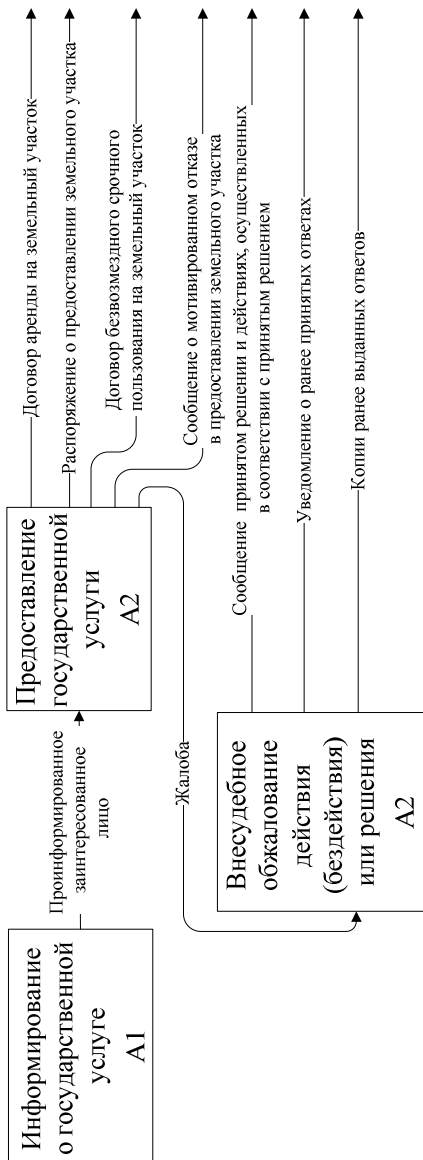 Информирование
о государственной
услуге
А1
Проинформированное
заинтересованное
лицо
Предоставление
государственной
услуги
А2
Договор аренды на земельный участок
Распоряжение о предоставлении земельного участка
Договор безвозмездного срочного
пользования на земельный участок
Сообщение о мотивированном отказе
в предоставлении земельного участка
Жалоба
Внесудебное
обжалование
действия
(бездействия)
или решения
А2
Сообщение принятом решении и действиях, осуществленных
в соответствии с принятым решением
Уведомление о ранее принятых ответах
Копии ранее выданных ответов